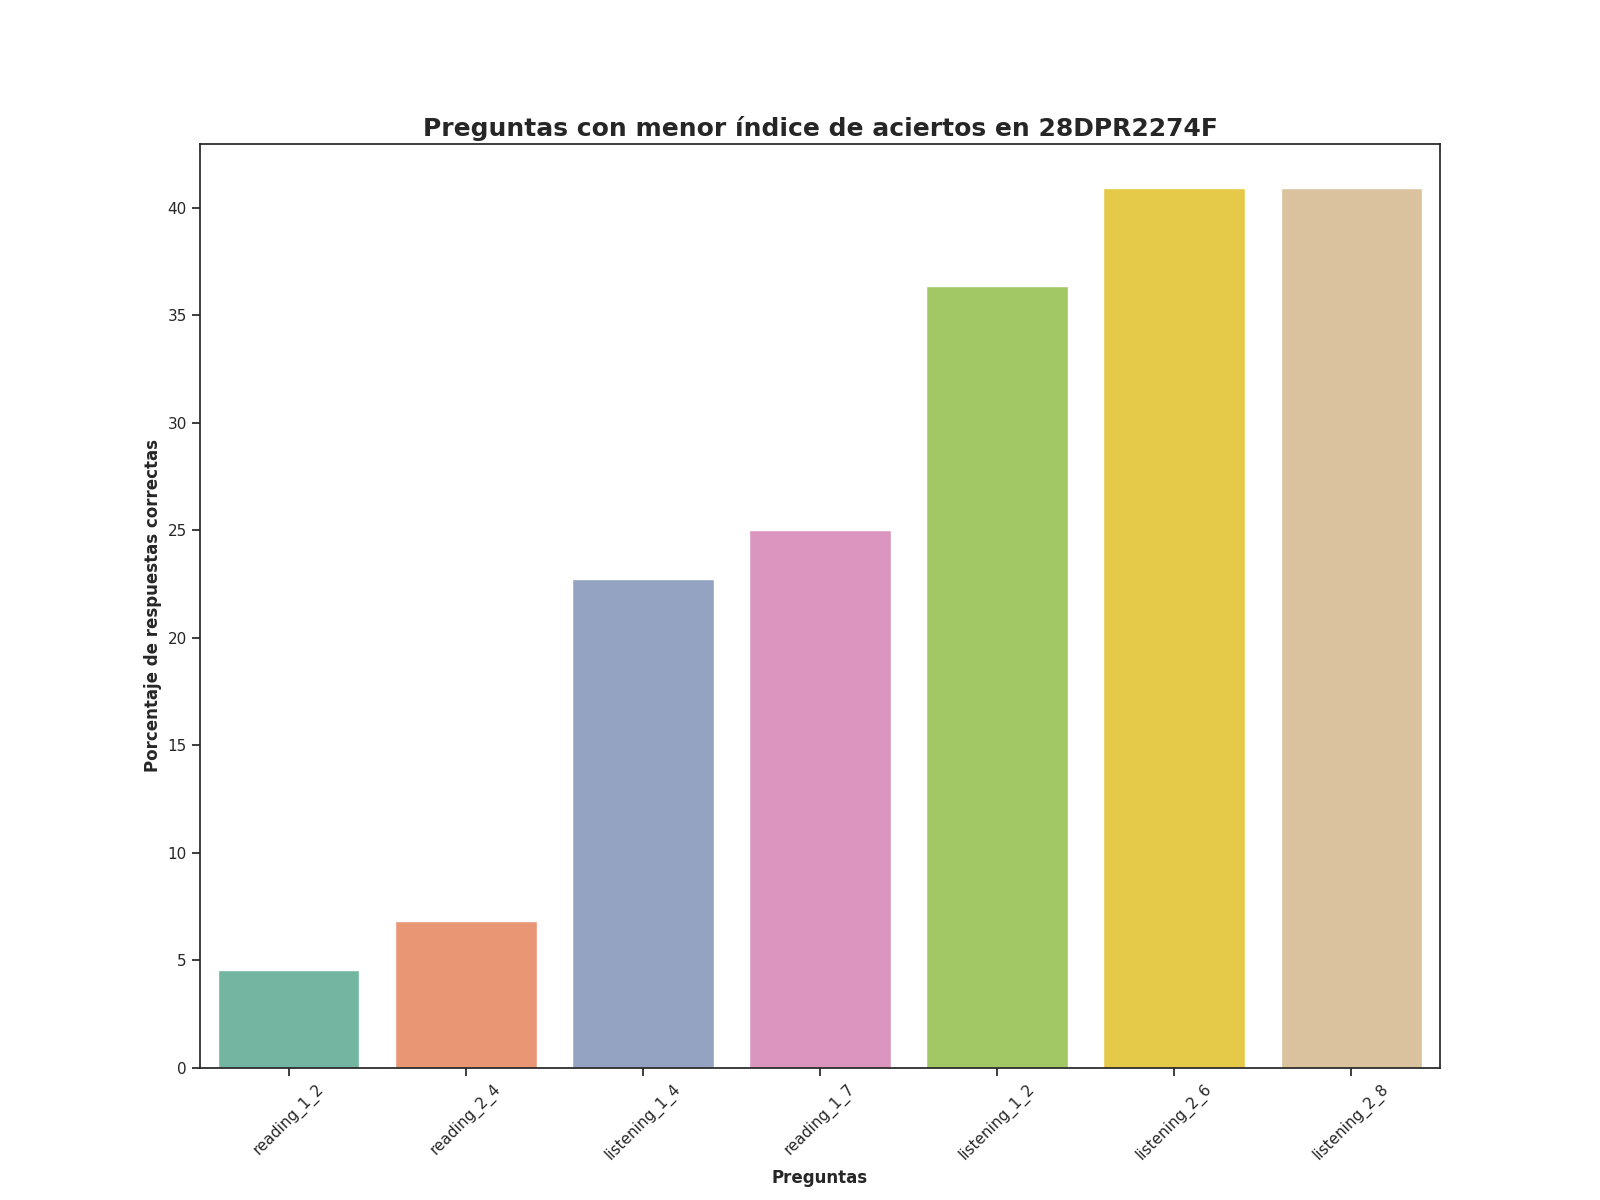 Preguntas con menor índice de aciertos en 28DPR2274F
Porcentaje de respuestas correctas
40
35
30
25
20
15
10
5
0
reading_1_2
reading_2_4
listening_1_4
reading_1_7
listening_1_2
listening_2_6
listening_2_8
Preguntas